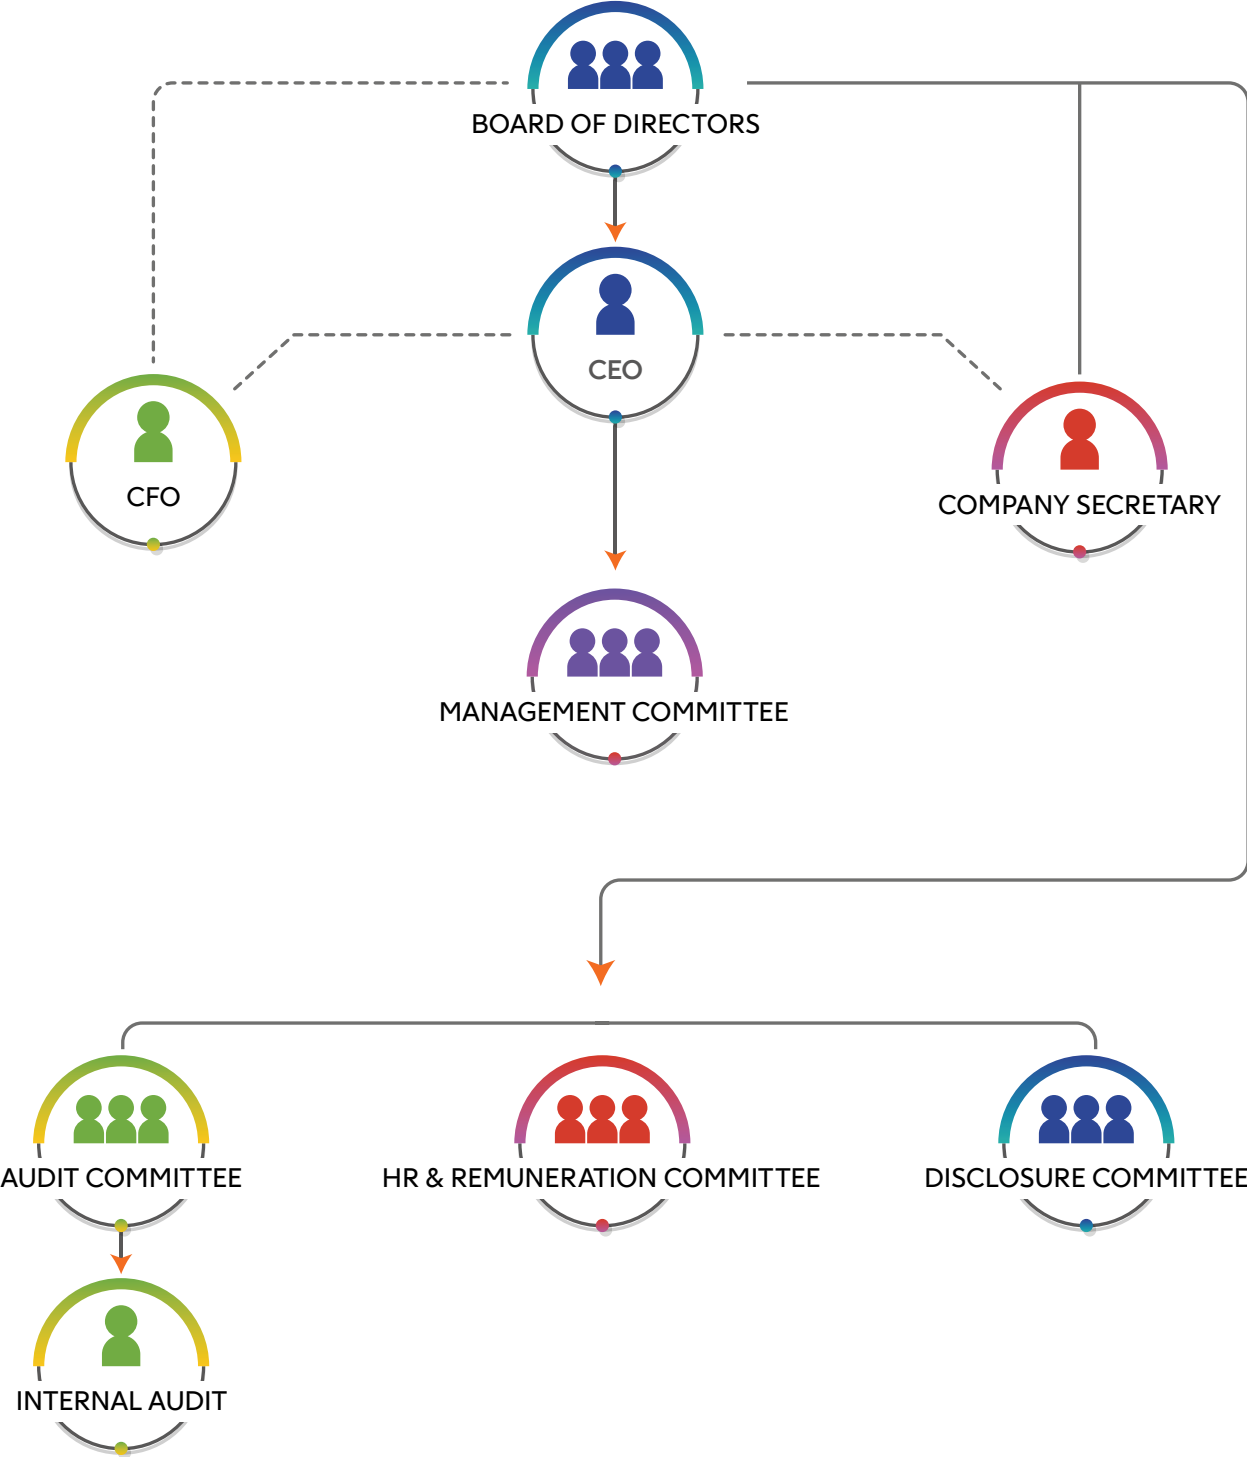 BOARD OF DIRECTORS
CEO
CFO
COMPANY SECRETARY
MANAGEMENT COMMITTEE
AUDIT COMMITTEE
HR & REMUNERATION COMMITTEE
DISCLOSURE COMMITTEE
INTERNAL AUDIT